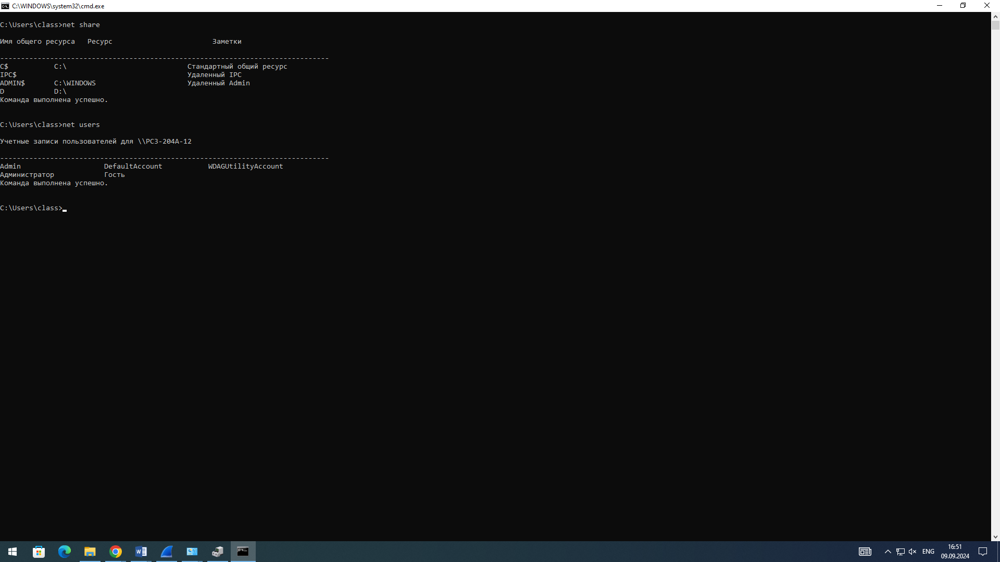 C:\WINDOWS\system32\cmd.exe
C:\Users\class>net share
Имя общего ресурса   Ресурс                        Заметки
-------------------------------------------------------------------------------
C$           C:\                             Стандартный общий ресурс
IPC$                                         Удаленный IPC
ADMIN$       C:\WINDOWS                      Удаленный Admin
D            D:\
Команда выполнена успешно.
C:\Users\class>net users
Учетные записи пользователей для \\PC3-204A-12
-------------------------------------------------------------------------------
Admin                    DefaultAccount           WDAGUtilityAccount
Администратор            Гость
Команда выполнена успешно.
C:\Users\class>
ENG
16:51
09.09.2024